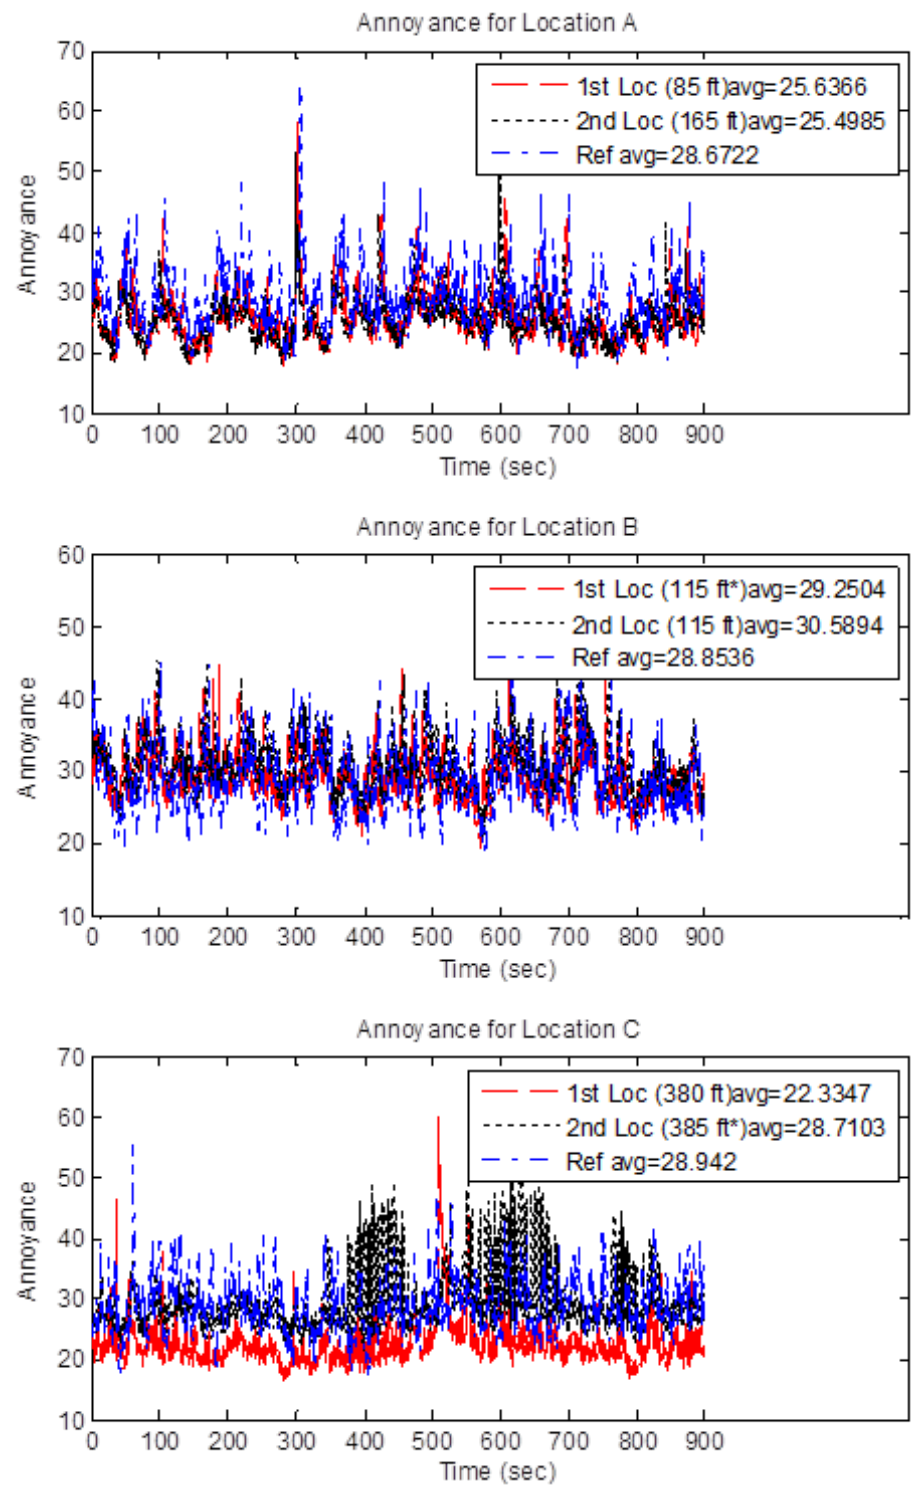 Annoyance for Location A
70
60
50
40
30
20
10
Annoyance
1st Loc (85 ft)avg=25.6366
2nd Loc (165 ft)avg=25.4985
Ref avg=28.6722
0 100 200 300 400 500 600 700 800 900
Time (sec)
Annoyance for Location B
60
50
40
30
20
10
Annoyance
1st Loc (115 ft*)avg=29.2504
2nd Loc (115 ft)avg=30.5894
Ref avg=28.8536
0 100 200 300 400 500 600 700 800 900
Time (sec)
Annoyance for Location C
70
60
50
40
30
20
10
Annoyance
1st Loc (380 ft)avg=22.3347
2nd Loc (385 ft*)avg=28.7103
Ref avg=28.942
0 100 200 300 400 500 600 700 800 900
Time (sec)